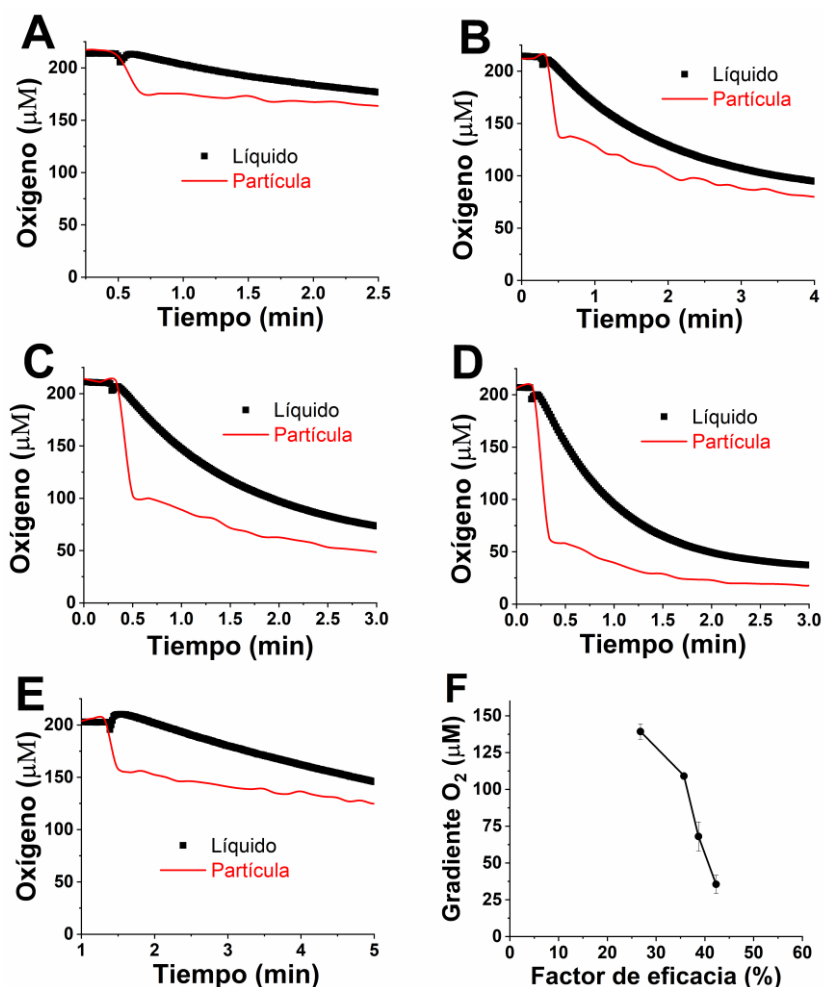 A
Oxígeno (µM)
200
150
100
50
0
Líquido
Partícula
0.5 1.0 1.5 2.0 2.5
Tiempo (min)
B
Oxígeno (µM)
200
150
100
50
0
Líquido
Partícula
0 1 2 3 4
Tiempo (min)
C
Oxígeno (µM)
200
150
100
50
0
Líquido
Partícula
0.0 0.5 1.0 1.5 2.0 2.5 3.0
Tiempo (min)
D
Oxígeno (µM)
200
150
100
50
0
Líquido
Partícula
0.0 0.5 1.0 1.5 2.0 2.5 3.0
Tiempo (min)
E
Oxígeno (µM)
200
150
100
50
0
Líquido
Partícula
1 2 3 4 5
Tiempo (min)
F
Gradiente O₂ (µM)
150
125
100
75
50
25
0
0 10 20 30 40 50 60
Factor de eficacia (%)